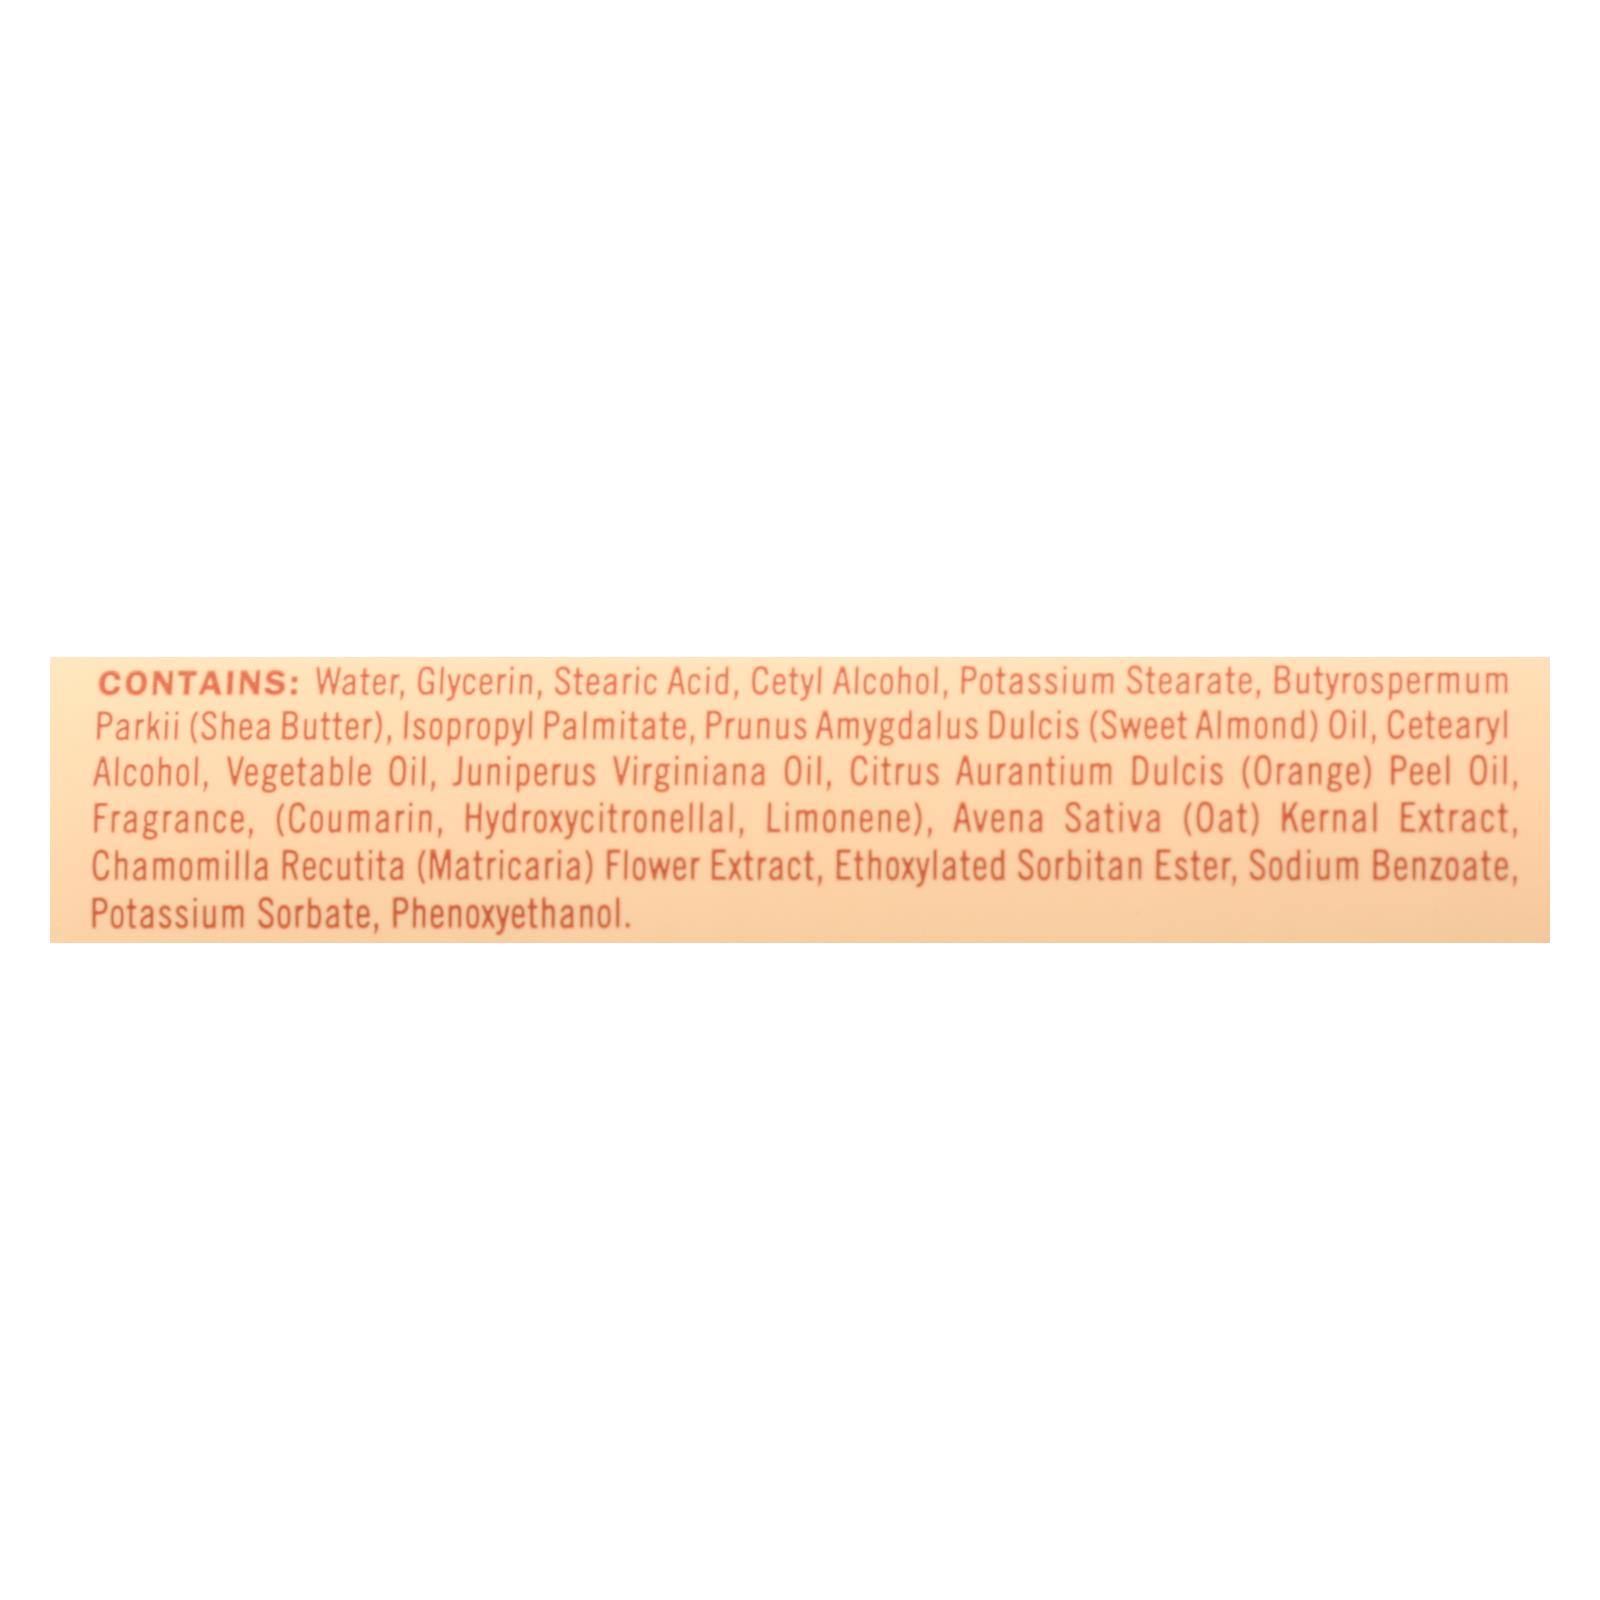 CONTAINS: Water, Glycerin, Stearic Acid, Cetyl Alcohol, Potassium Stearate, Butyrospermum
Parkii (Shea Butter), Isopropyl Palmitate, Prunus Amygdalus Dulcis (Sweet Almond) Oil, Cetearyl
Alcohol, Vegetable Oil, Juniperus Virginiana Oil, Citrus Aurantium Dulcis (Orange) Peel Oil,
Fragrance, (Coumarin, Hydroxycitronellal, Limonene), Avena Sativa (Oat) Kernal Extract,
Chamomilla Recutita (Matricaria) Flower Extract, Ethoxylated Sorbitan Ester, Sodium Benzoate,
Potassium Sorbate, Phenoxyethanol.